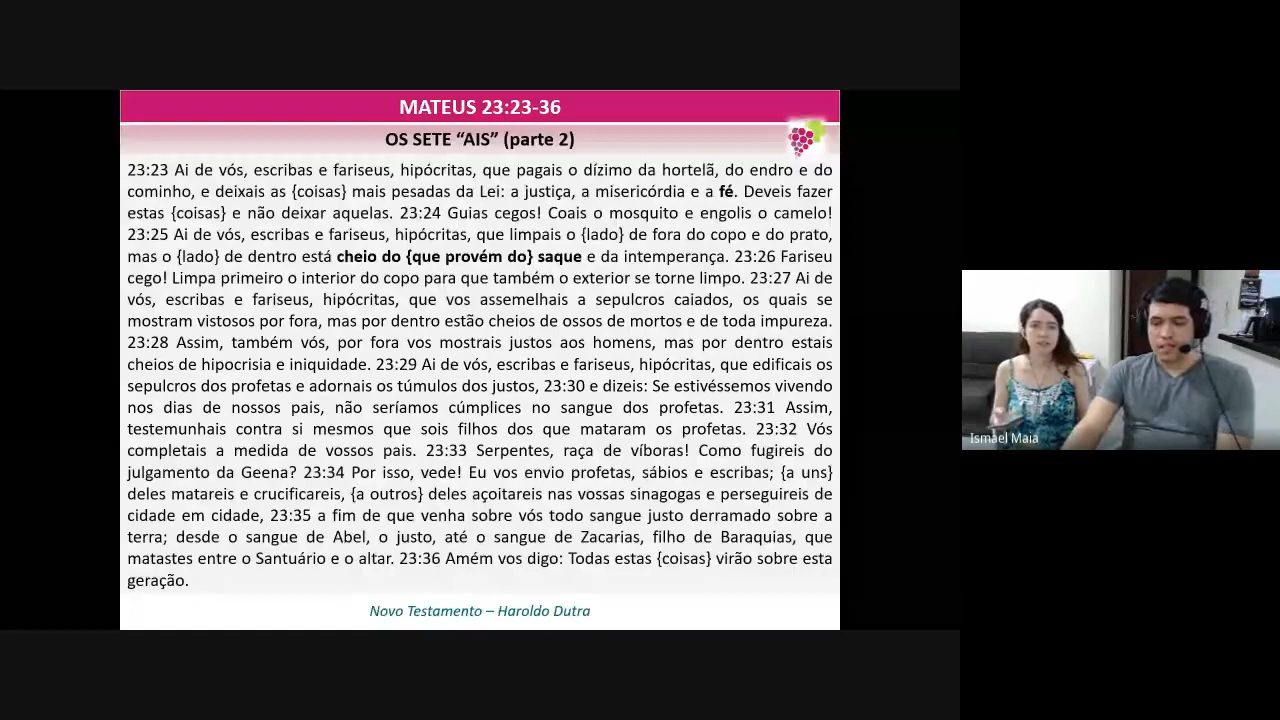 MATEUS 23:23-36
OS SETE “AIS” (parte 2)
23:23 Ai de vós, escribas e fariseus, hipócritas, que pagais o dízimo da hortelã, do endro e do
cominho, e deixais as {coisas} mais pesadas da Lei: a justiça, a misericórdia e a fé. Deveis fazer
estas {coisas} e não deixar aquelas. 23:24 Guias cegos! Coais o mosquito e engolis o camelo!
23:25 Ai de vós, escribas e fariseus, hipócritas, que limpais o {lado} de fora do copo e do prato,
mas o {lado} de dentro está cheio do {que provém do} saque e da intemperança. 23:26 Fariseu
cego! Limpa primeiro o interior do copo para que também o exterior se torne limpo. 23:27 Ai de
vós, escribas e fariseus, hipócritas, que vos assemelhais a sepulcros caiados, os quais se
mostram vistosos por fora, mas por dentro estão cheios de ossos de mortos e de toda impureza.
23:28 Assim, também vós, por fora vos mostrais justos aos homens, mas por dentro estais
cheios de hipocrisia e iniquidade. 23:29 Ai de vós, escribas e fariseus, hipócritas, que edificais os
sepulcros dos profetas e adornais os túmulos dos justos, 23:30 e dizeis: Se estivéssemos vivendo
nos dias de nossos pais, não seríamos cúmplices no sangue dos profetas. 23:31 Assim,
testemunhais contra si mesmos que sois filhos dos que mataram os profetas. 23:32 Vós
completais a medida de vossos pais. 23:33 Serpentes, raça de víboras! Como fugireis do
julgamento da Geena? 23:34 Por isso, vede! Eu vos envio profetas, sábios e escribas; {a uns}
deles matareis e crucificareis, {a outros} deles açoitareis nas vossas sinagogas e perseguireis de
cidade em cidade, 23:35 a fim de que venha sobre vós todo sangue justo derramado sobre a
terra; desde o sangue de Abel, o justo, até o sangue de Zacarias, filho de Baraquias, que
matastes entre o Santuário e o altar. 23:36 Amém vos digo: Todas estas {coisas} virão sobre esta
geração.
Novo Testamento – Haroldo Dutra
Ismael Maia